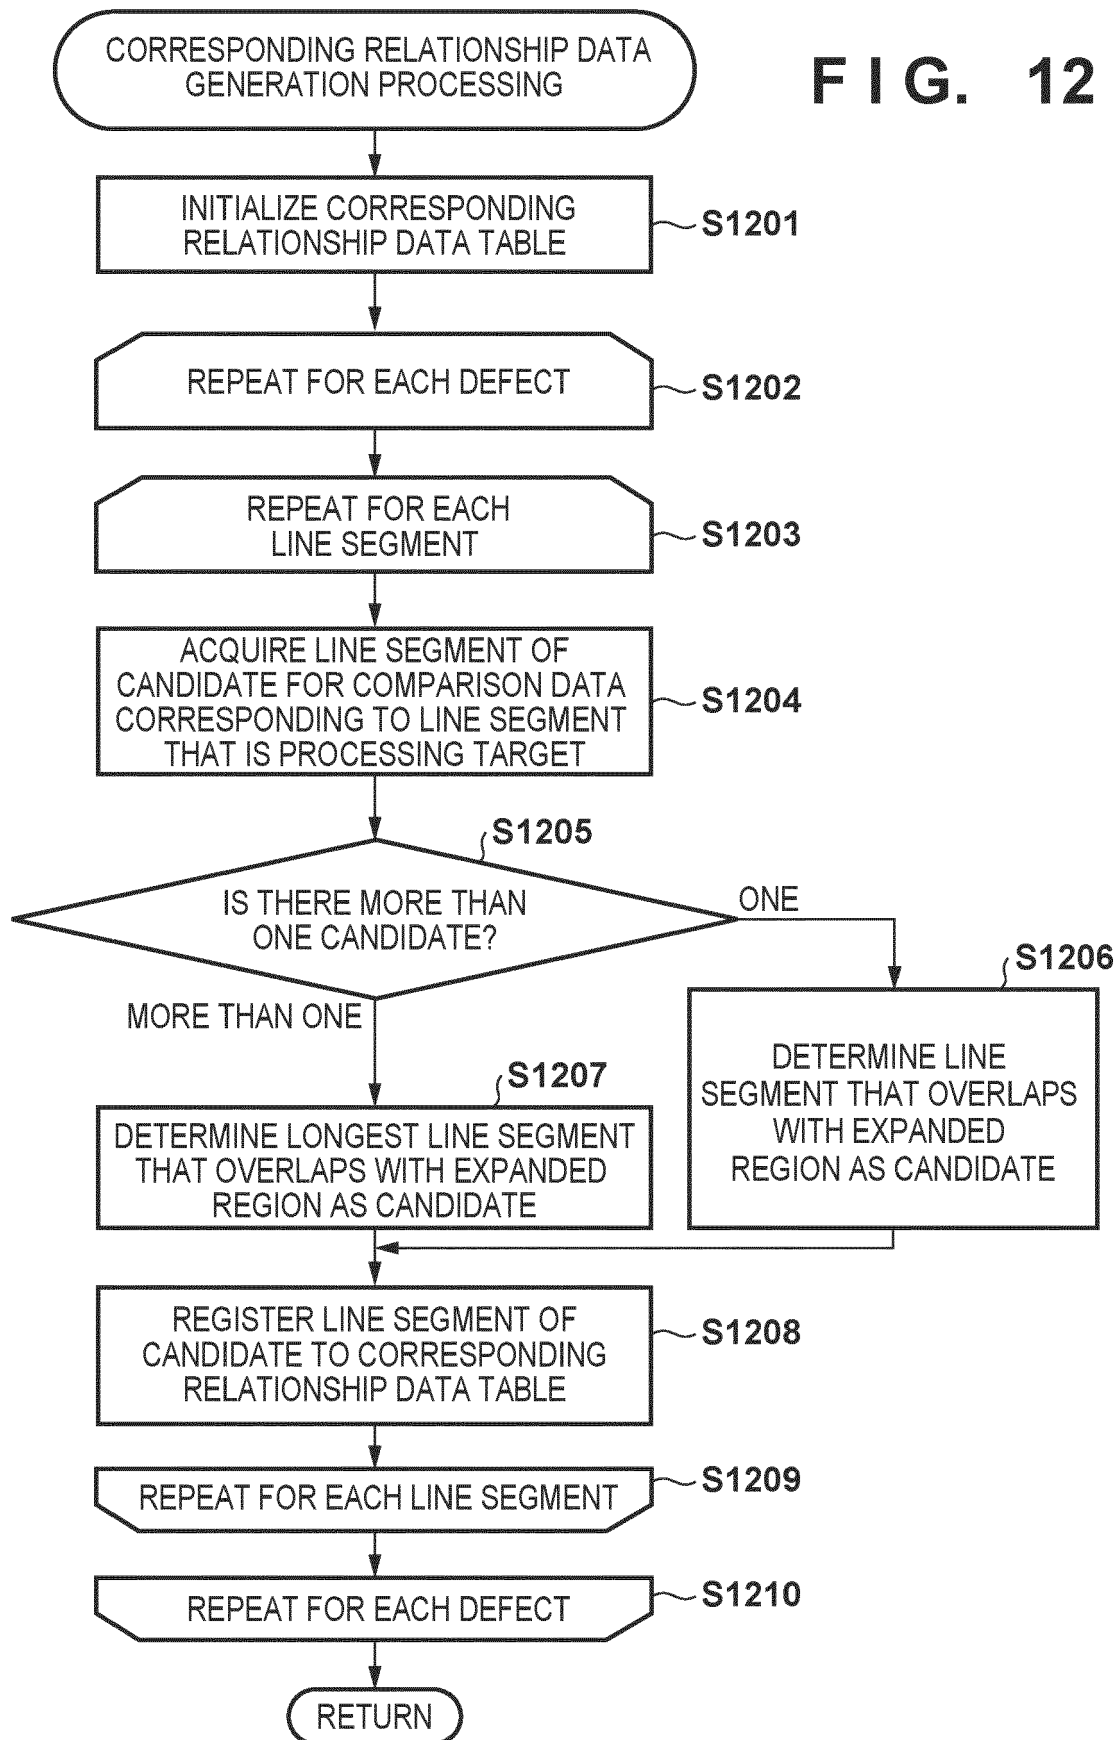 CORRESPONDING RELATIONSHIP DATA
GENERATION PROCESSING
FIG. 12
INITIALIZE CORRESPONDING
RELATIONSHIP DATA TABLE
S1201
REPEAT FOR EACH DEFECT
S1202
REPEAT FOR EACH
LINE SEGMENT
S1203
ACQUIRE LINE SEGMENT OF
CANDIDATE FOR COMPARISON DATA
CORRESPONDING TO LINE SEGMENT
THAT IS PROCESSING TARGET
S1204
S1205
IS THERE MORE THAN
ONE CANDIDATE?
ONE
MORE THAN ONE
S1206
DETERMINE LINE
SEGMENT THAT OVERLAPS
WITH EXPANDED
REGION AS CANDIDATE
S1207
DETERMINE LONGEST LINE SEGMENT
THAT OVERLAPS WITH EXPANDED
REGION AS CANDIDATE
REGISTER LINE SEGMENT OF
CANDIDATE TO CORRESPONDING
RELATIONSHIP DATA TABLE
S1208
REPEAT FOR EACH LINE SEGMENT
S1209
REPEAT FOR EACH DEFECT
S1210
RETURN